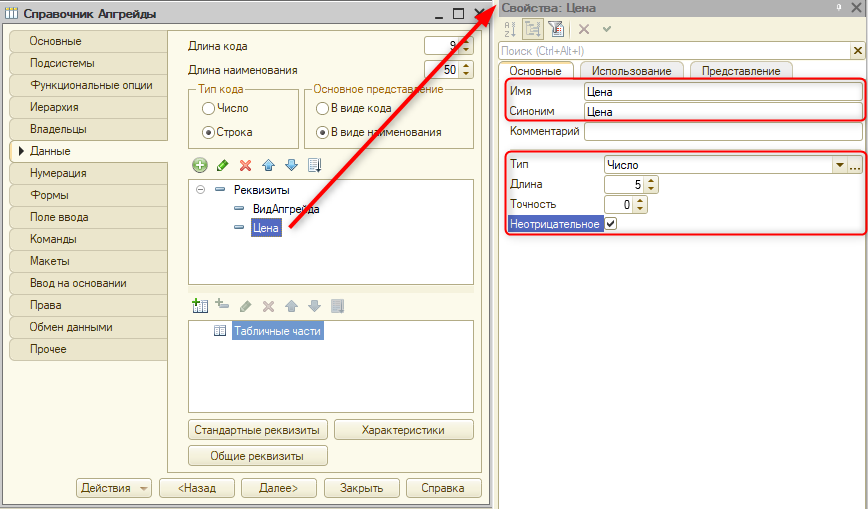 Справочник Апгрейды
Основные
Подсистемы
Функциональные опции
Иерархия
Владельцы
Данные
Нумерация
Формы
Поле ввода
Команды
Макеты
Ввод на основании
Права
Обмен данными
Прочее
Длина кода
9
Длина наименования
50
Тип кода
Число
Строка
Основное представление
В виде кода
В виде наименования
Реквизиты
ВидАпгрейда
Цена
Табличные части
Стандартные реквизиты
Характеристики
Общие реквизиты
Действия
<Назад
Далее>
Закрыть
Справка
Свойства: Цена
Поиск (Ctrl+Alt+I)
Основные
Использование
Представление
Имя
Цена
Синоним
Цена
Комментарий
Тип
Число
Длина
5
Точность
0
Неотрицательное